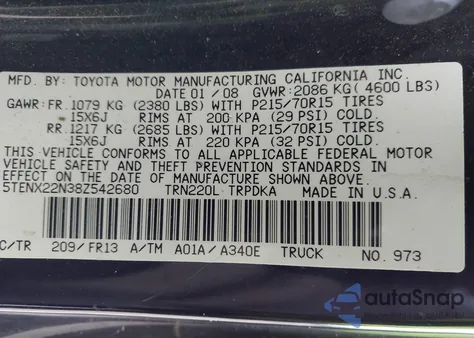 MFD. BY: TOYOTA MOTOR MANUFACTURING CALIFORNIA INC.
DATE 01 / 08 GVWR:2086 KG( 4600 LBS)
GAWR:FR.1079 KG (2380 LBS) WITH P215/70R15 TIRES
15X6J RIMS AT 200 KPA (29 PSI) COLD.
RR.1217 KG (2685 LBS) WITH P215/70R15 TIRES
15X6J RIMS AT 220 KPA (32 PSI) COLD.
THIS VEHICLE CONFORMS TO ALL APPLICABLE FEDERAL MOTOR
VEHICLE SAFETY AND THEFT PREVENTION STANDARDS IN
EFFECT ON THE DATE OF MANUFACTURE SHOWN ABOVE.
5TENX22N38Z542680 TRN220L TRPDKA MADE IN U.S.A.
C/TR 209/FR13 A/TM A01A/A340E TRUCK NO.973
autoSnap